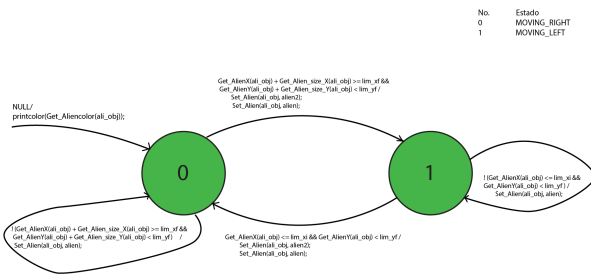 No. Estado
0 MOVING_RIGHT
1 MOVING_LEFT
Get_AlienX(ali_obj) + Get_Alien_size_X(ali_obj) >= lim_xf &&
Get_AlienY(ali_obj) + Get_Alien_size_Y(ali_obj) < lim_yf /
Set_Alien(ali_obj, alien2);
Set_Alien(ali_obj, alien);
NULL/
printcolor(Get_Aliencolor(ali_obj));
0
1
! (Get_AlienX(ali_obj) <= lim_xi &&
Get_AlienY(ali_obj) < lim_yf ) /
Set_Alien(ali_obj, alien);
! (Get_AlienX(ali_obj) + Get_Alien_size_X(ali_obj) >= lim_xf &&
Get_AlienY(ali_obj) + Get_Alien_size_Y(ali_obj) < lim_yf ) /
Set_Alien(ali_obj, alien);
Get_AlienX(ali_obj) <= lim_xi && Get_AlienY(ali_obj) < lim_yf /
Set_Alien(ali_obj, alien2);
Set_Alien(ali_obj, alien);